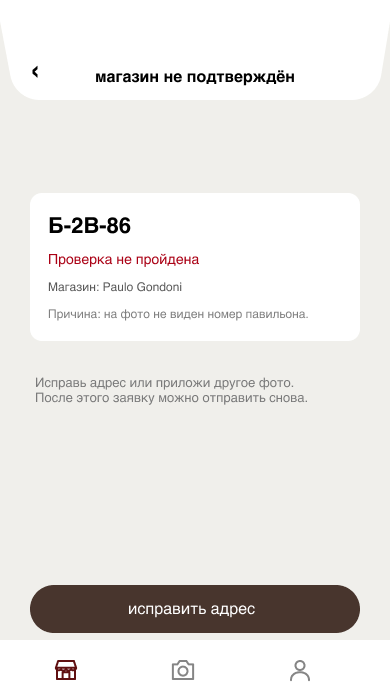 магазин не подтверждён
Б-2В-86
Проверка не пройдена
Магазин: Paulo Gondoni
Причина: на фото не виден номер павильона.
Исправь адрес или приложи другое фото.
После этого заявку можно отправить снова.
исправить адрес